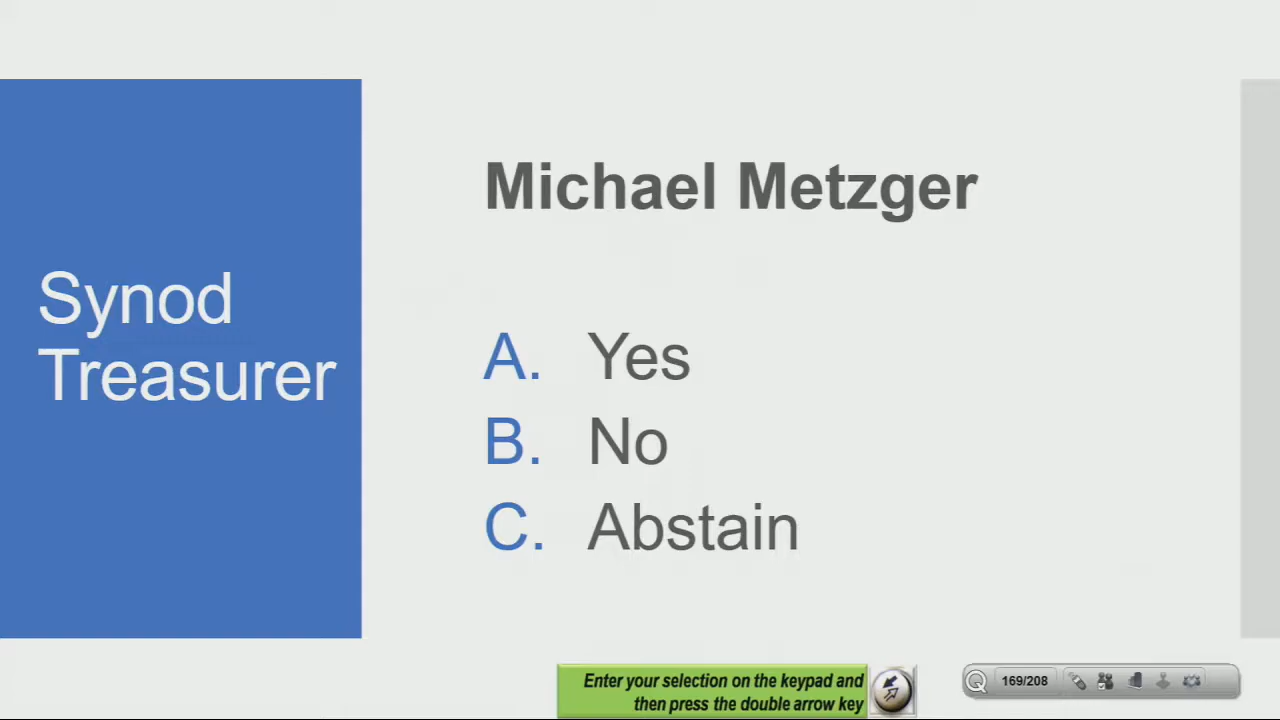 Synod
Treasurer
Michael Metzger
A. Yes
B. No
C. Abstain
Enter your selection on the keypad and
then press the double arrow key
169/208